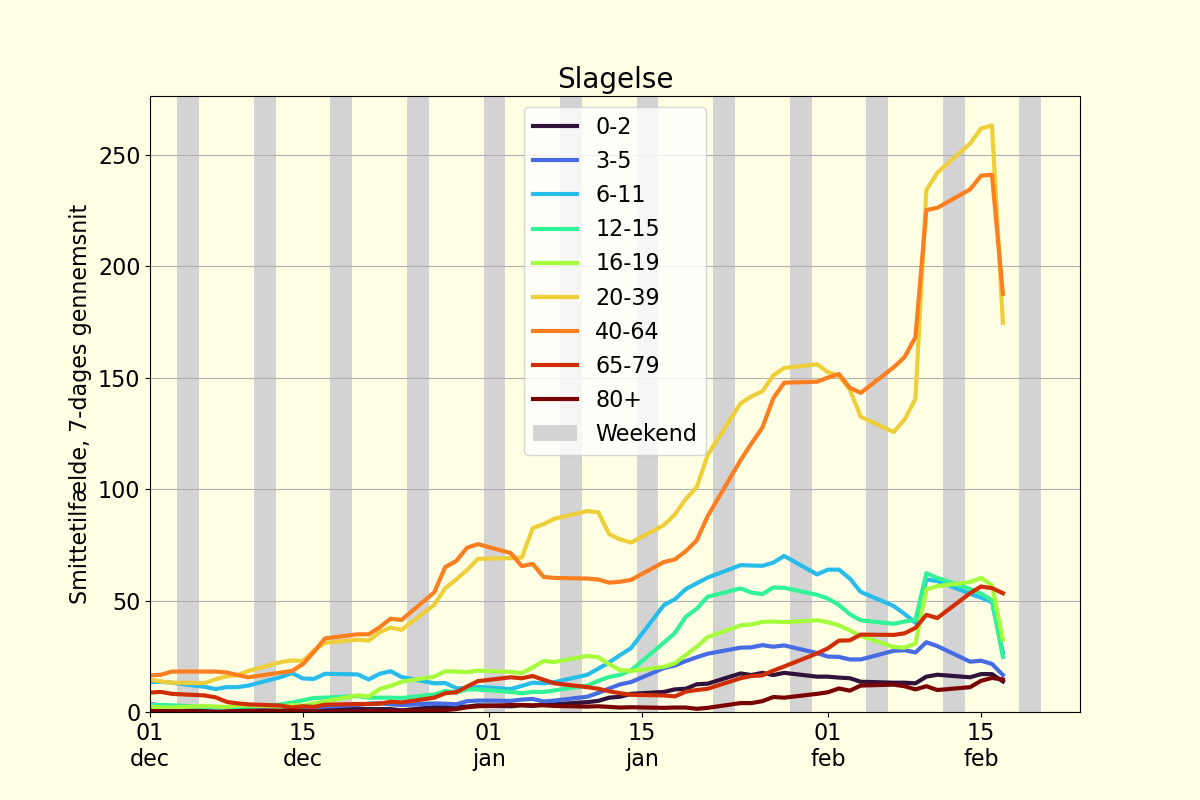 Slagelse
Smittetilfælde, 7-dages gennemsnit
250
200
150
100
50
0
0-2
3-5
6-11
12-15
16-19
20-39
40-64
65-79
80+
Weekend
01
dec
15
dec
01
jan
15
jan
01
feb
15
feb